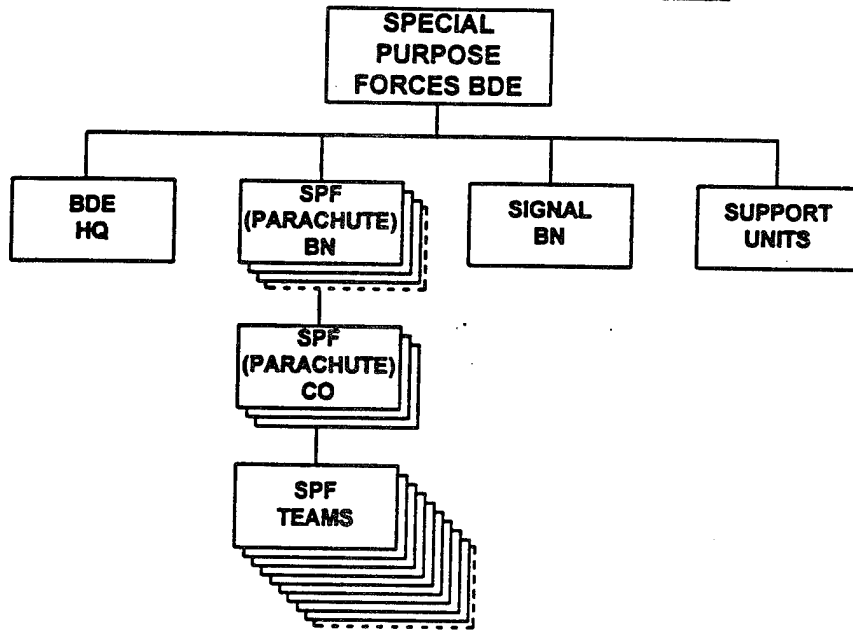 SPECIAL
PURPOSE
FORCES BDE
BDE
HQ
SPF
(PARACHUTE)
BN
SIGNAL
BN
SUPPORT
UNITS
SPF
(PARACHUTE)
CO
SPF
TEAMS